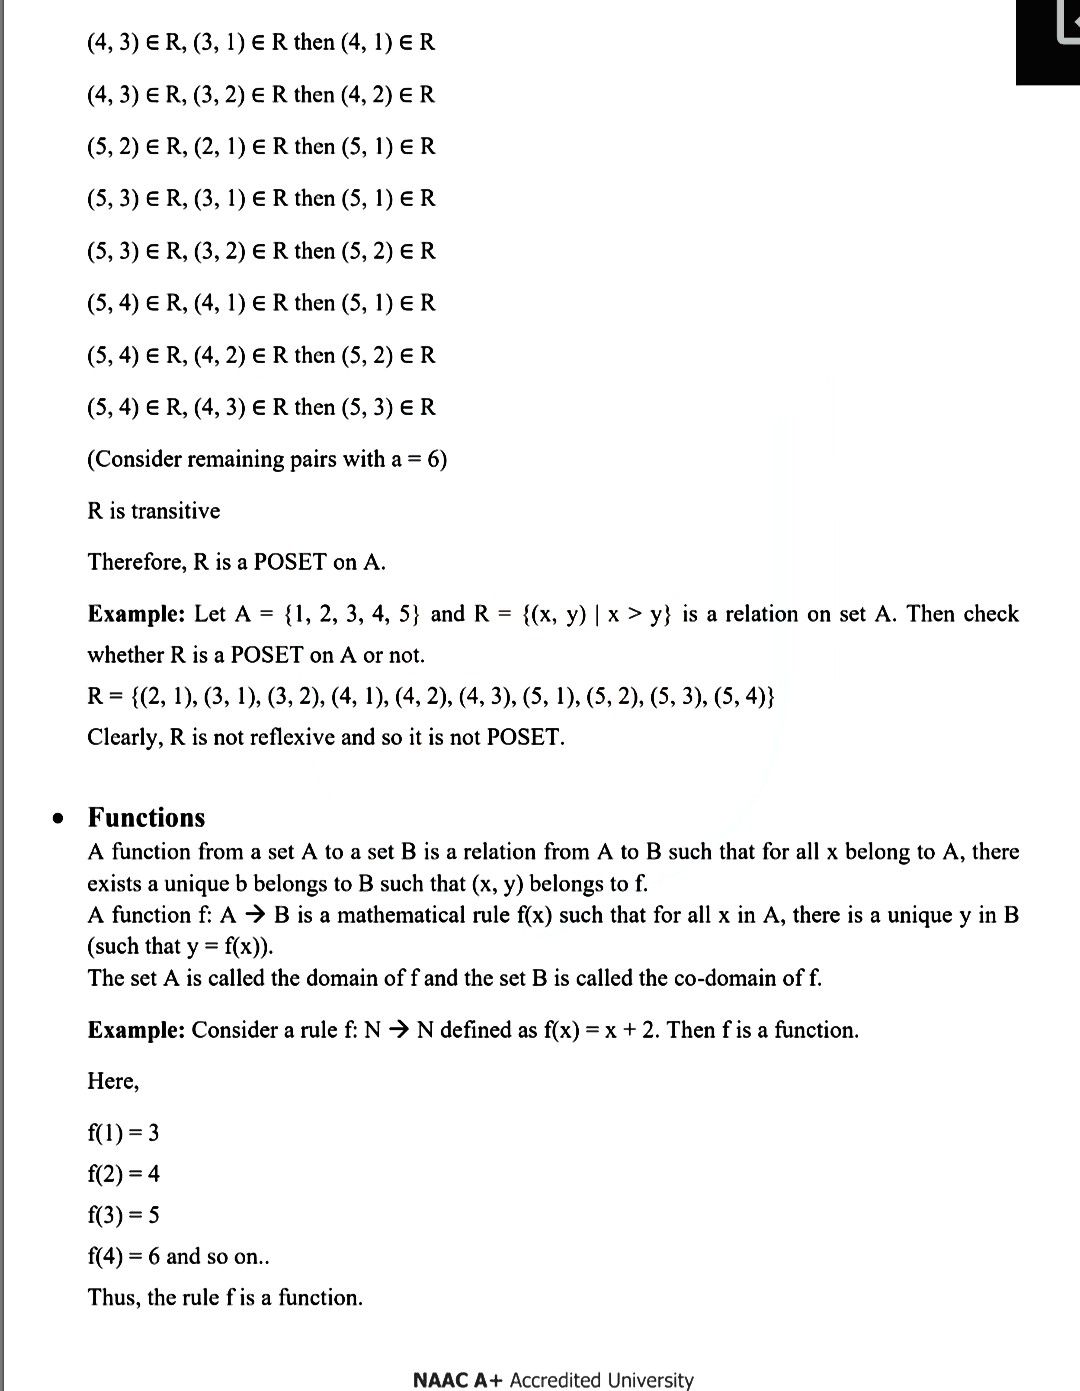 (4, 3) ∈ R, (3, 1) ∈ R then (4, 1) ∈ R
(4, 3) ∈ R, (3, 2) ∈ R then (4, 2) ∈ R
(5, 2) ∈ R, (2, 1) ∈ R then (5, 1) ∈ R
(5, 3) ∈ R, (3, 1) ∈ R then (5, 1) ∈ R
(5, 3) ∈ R, (3, 2) ∈ R then (5, 2) ∈ R
(5, 4) ∈ R, (4, 1) ∈ R then (5, 1) ∈ R
(5, 4) ∈ R, (4, 2) ∈ R then (5, 2) ∈ R
(5, 4) ∈ R, (4, 3) ∈ R then (5, 3) ∈ R
(Consider remaining pairs with a = 6)
R is transitive
Therefore, R is a POSET on A.
Example: Let A = {1, 2, 3, 4, 5} and R = {(x, y) | x > y} is a relation on set A. Then check
whether R is a POSET on A or not.
R = {(2, 1), (3, 1), (3, 2), (4, 1), (4, 2), (4, 3), (5, 1), (5, 2), (5, 3), (5, 4)}
Clearly, R is not reflexive and so it is not POSET.
• Functions
A function from a set A to a set B is a relation from A to B such that for all x belong to A, there
exists a unique b belongs to B such that (x, y) belongs to f.
A function f: A → B is a mathematical rule f(x) such that for all x in A, there is a unique y in B
(such that y = f(x)).
The set A is called the domain of f and the set B is called the co-domain of f.
Example: Consider a rule f: N → N defined as f(x) = x + 2. Then f is a function.
Here,
f(1) = 3
f(2) = 4
f(3) = 5
f(4) = 6 and so on..
Thus, the rule f is a function.
NAAC A+ Accredited University